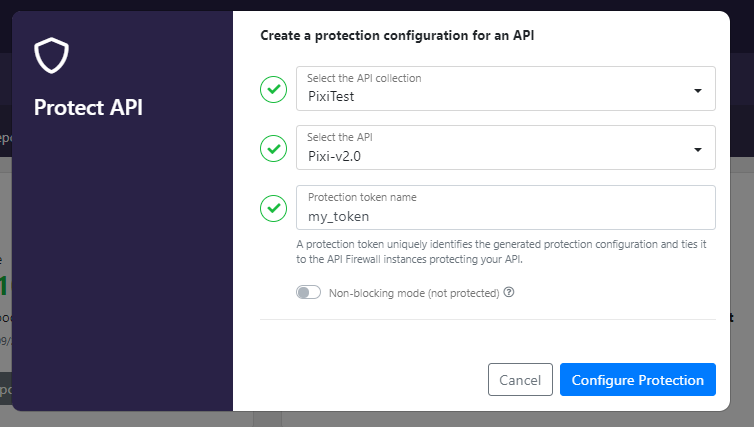 Protect API
Create a protection configuration for an API
Select the API collection
PixiTest
Select the API
Pixi-v2.0
Protection token name
my_token
A protection token uniquely identifies the generated protection configuration and ties it
to the API Firewall instances protecting your API.
Non-blocking mode (not protected)
Cancel
Configure Protection